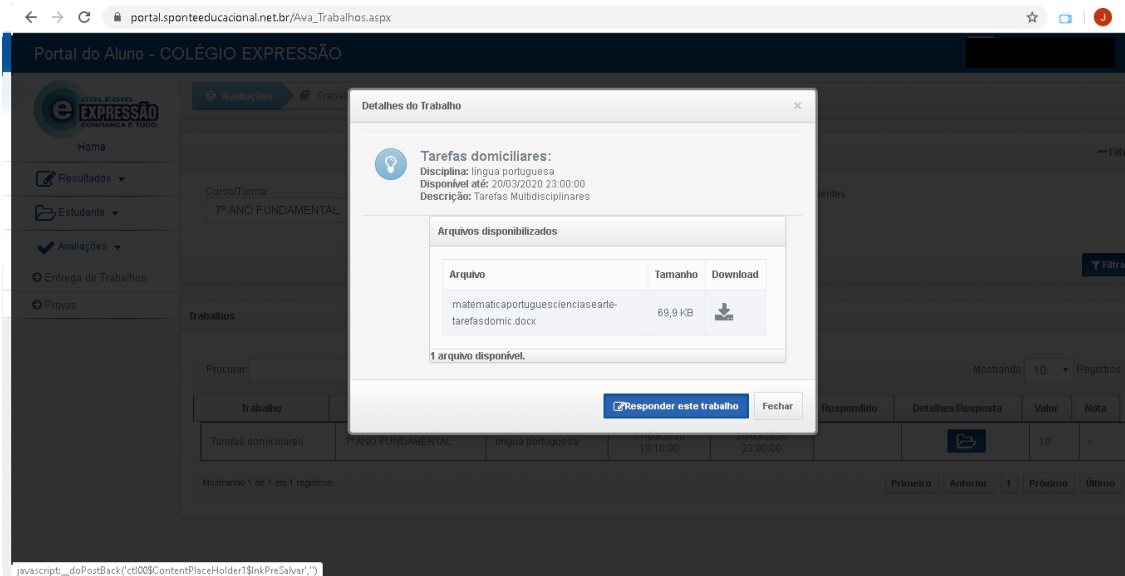 portal.sponteeducacional.net.br/Ava_Trabalhos.aspx
J
Portal do Aluno - COLÉGIO EXPRESSÃO
e COLÉGIO
EXPRESSÃO
CONFIANÇA É TUDO.
Home
Resultados
Estudante
Avaliações
Entrega de Trabalhos
Provas
Avaliações
Filtr
Curso/Turma:
7º ANO FUNDAMENTAL
entes
Filtra
Detalhes do Trabalho
×
Tarefas domiciliares:
Disciplina: língua portuguesa
Disponível até: 20/03/2020 23:00:00
Descrição: Tarefas Multidisciplinares
Arquivos disponibilizados
Arquivo Tamanho Download
matematicaportuguescienciasearte-
tarefasdomic.docx
69,9 KB
1 arquivo disponível.
Responder este trabalho Fechar
Trabalhos
Procurar:
Mostrando 10 Registros
Trabalho Respondido Detalhes/Resposta Valor Nota
Tarefas domiciliares 7º ANO FUNDAMENTAL língua portuguesa 10 -
10:10:00 23:00:00
Mostrando 1 de 1 em 1 registros
Primeiro Anterior 1 Próximo Último
javascript:__doPostBack('ctl00$ContentPlaceHolder1$lnkPreSalvar','')